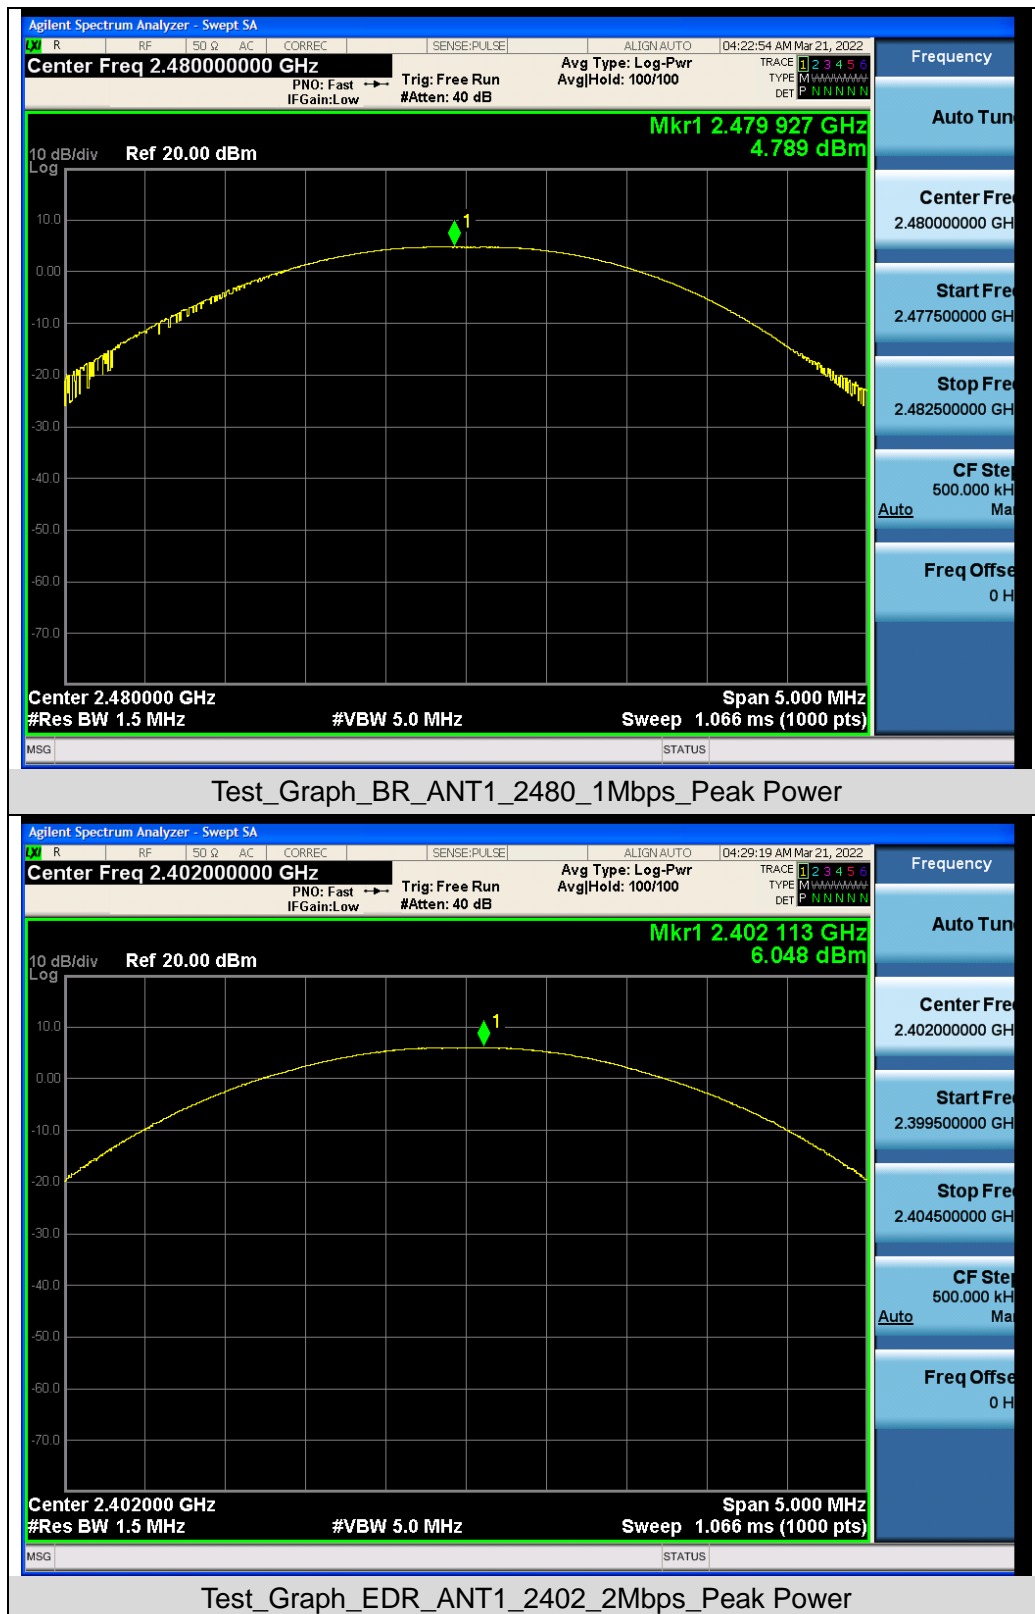 Agilent Spectrum Analyzer - Swept SA
LXI R RF 50 Ω AC CORREC SENSE:PULSE ALIGN AUTO 04:22:54 AM Mar 21, 2022
Center Freq 2.480000000 GHz
PNO: Fast
IFGain:Low
Trig: Free Run
#Atten: 40 dB
Avg Type: Log-Pwr
Avg|Hold: 100/100
TRACE 1 2 3 4 5 6
TYPE M WWWWW
DET P N N N N N
Frequency
Mkr1 2.479 927 GHz
4.789 dBm
10 dB/div Ref 20.00 dBm
Log
1
10.0
0.00
-10.0
-20.0
-30.0
-40.0
-50.0
-60.0
-70.0
Center 2.480000 GHz Span 5.000 MHz
#Res BW 1.5 MHz #VBW 5.0 MHz Sweep 1.066 ms (1000 pts)
MSG STATUS
Auto Tun
Center Fre
2.480000000 GH
Start Fre
2.477500000 GH
Stop Fre
2.482500000 GH
CF Ste
500.000 kH
Auto Ma
Freq Offse
0 H
Test_Graph_BR_ANT1_2480_1Mbps_Peak Power
Agilent Spectrum Analyzer - Swept SA
LXI R RF 50 Ω AC CORREC SENSE:PULSE ALIGN AUTO 04:29:19 AM Mar 21, 2022
Center Freq 2.402000000 GHz
PNO: Fast
IFGain:Low
Trig: Free Run
#Atten: 40 dB
Avg Type: Log-Pwr
Avg|Hold: 100/100
TRACE 1 2 3 4 5 6
TYPE M WWWWW
DET P N N N N N
Frequency
Mkr1 2.402 113 GHz
6.048 dBm
10 dB/div Ref 20.00 dBm
Log
1
10.0
0.00
-10.0
-20.0
-30.0
-40.0
-50.0
-60.0
-70.0
Center 2.402000 GHz Span 5.000 MHz
#Res BW 1.5 MHz #VBW 5.0 MHz Sweep 1.066 ms (1000 pts)
MSG STATUS
Auto Tun
Center Fre
2.402000000 GH
Start Fre
2.399500000 GH
Stop Fre
2.404500000 GH
CF Ste
500.000 kH
Auto Ma
Freq Offse
0 H
Test_Graph_EDR_ANT1_2402_2Mbps_Peak Power